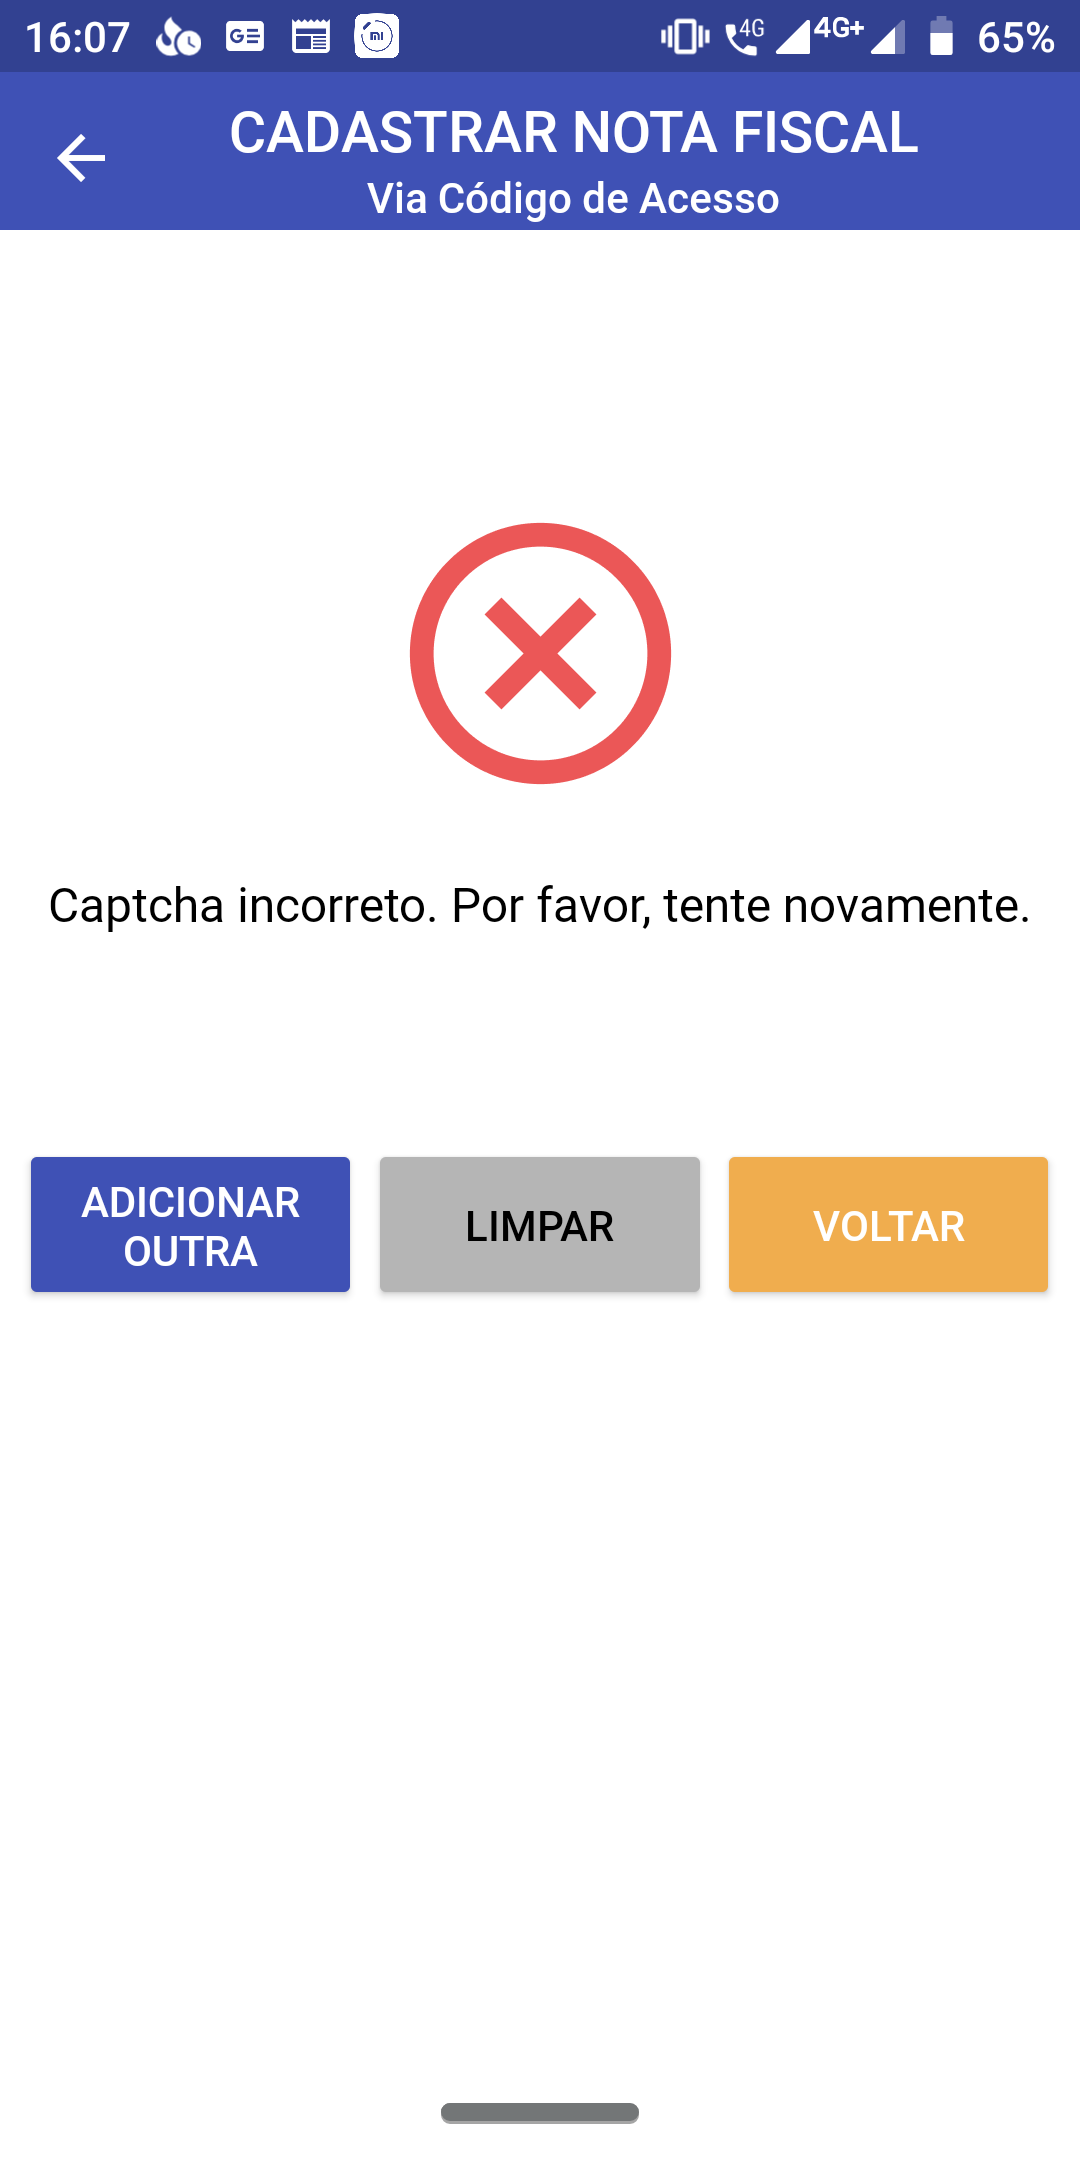 16:07
4G
4G+
65%
CADASTRAR NOTA FISCAL
Via Código de Acesso
Captcha incorreto. Por favor, tente novamente.
ADICIONAR
OUTRA
LIMPAR
VOLTAR